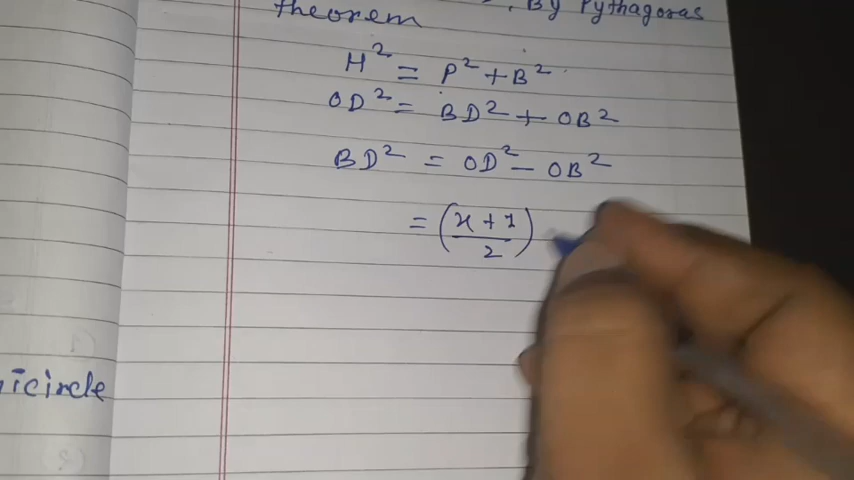 . By Pythagoras
theorem
H² = P² + B²
OD² = BD² + OB²
BD² = OD² - OB²
= (x + 1 / 2)
icircle